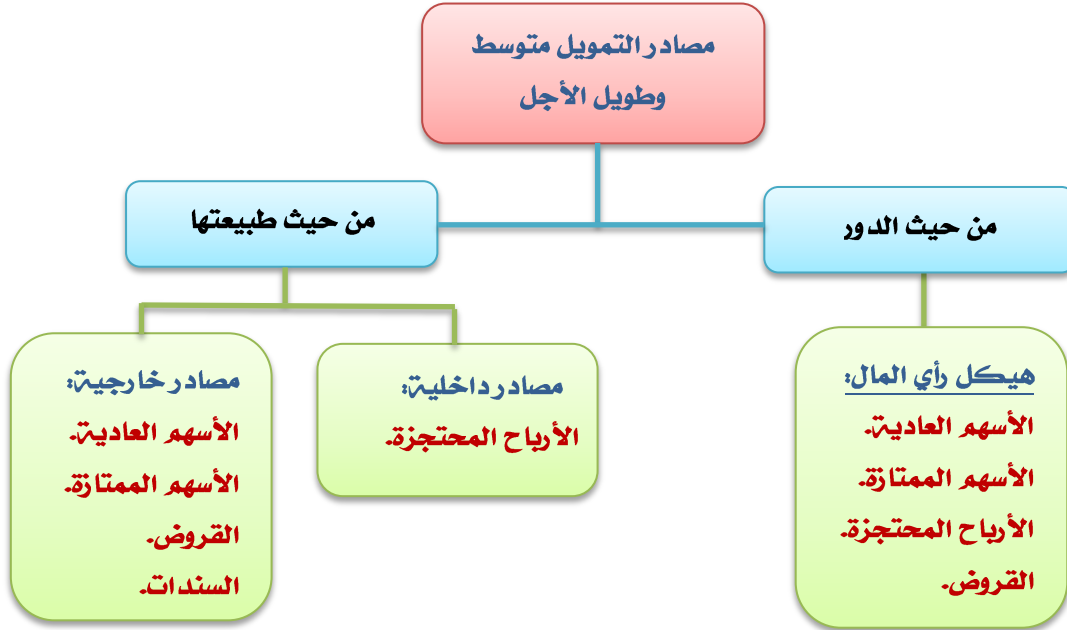 مصادر التمويل متوسط
وطويل الأجل
من حيث الدور
من حيث طبيعتها
هيكل رأي المال:
الأسهم العادية.
الأسهم الممتازة.
الأرباح المحتجزة.
القروض.
مصادر داخلية:
الأرباح المحتجزة.
مصادر خارجية:
الأسهم العادية.
الأسهم الممتازة.
القروض.
السندات.